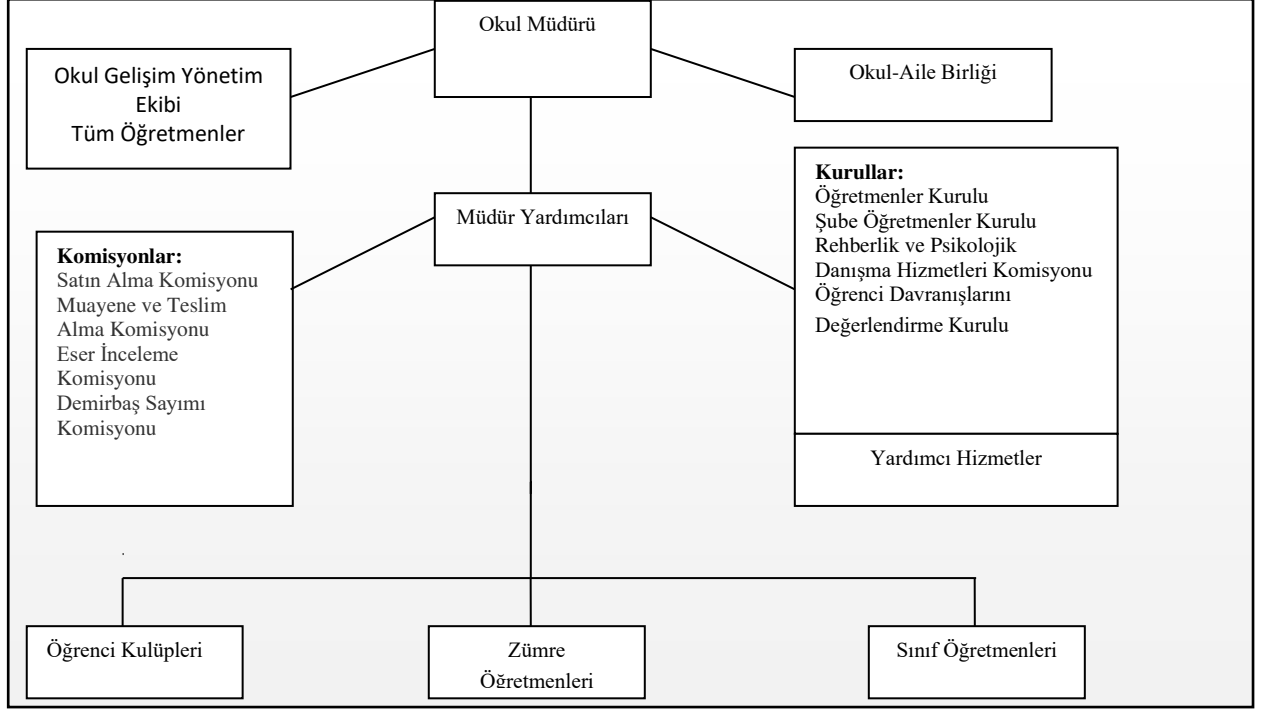 Okul Müdürü
Okul Gelişim Yönetim
Ekibi
Tüm Öğretmenler
Okul-Aile Birliği
Müdür Yardımcıları
Komisyonlar:
Satın Alma Komisyonu
Muayene ve Teslim
Alma Komisyonu
Eser İnceleme
Komisyonu
Demirbaş Sayımı
Komisyonu
Kurullar:
Öğretmenler Kurulu
Şube Öğretmenler Kurulu
Rehberlik ve Psikolojik
Danışma Hizmetleri Komisyonu
Öğrenci Davranışlarını
Değerlendirme Kurulu
Yardımcı Hizmetler
Öğrenci Kulüpleri
Zümre
Öğretmenleri
Sınıf Öğretmenleri